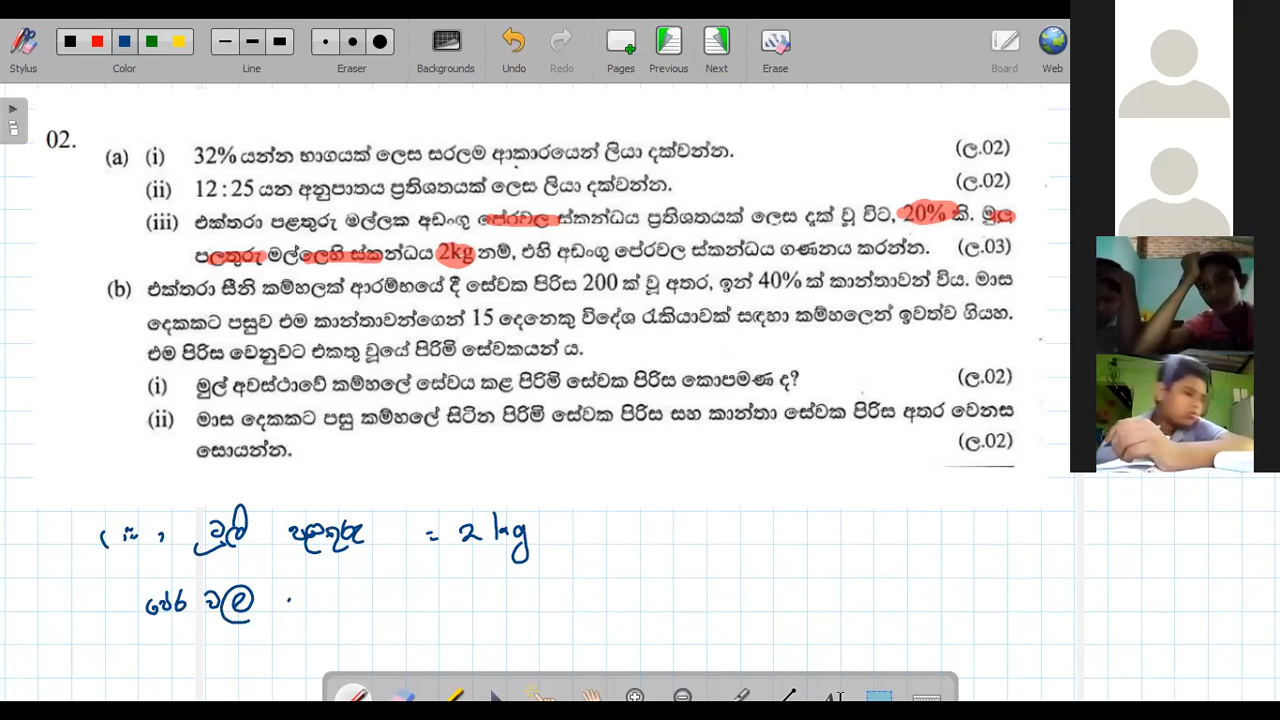 Stylus Color Line Eraser Backgrounds Undo Redo Pages Previous Next Erase Board Web
02.
(a) (i) 32% යන්න භාගයක් ලෙස සරලම ආකාරයෙන් ලියා දක්වන්න. (ල.02)
(ii) 12 : 25 යන අනුපාතය ප්‍රතිශතයක් ලෙස ලියා දක්වන්න. (ල.02)
(iii) එක්තරා පළතුරු මල්ලක අඩංගු පේරවල ස්කන්ධය ප්‍රතිශතයක් ලෙස දැක් වූ විට, 20% කි. මුලු
පලතුරු මල්ලෙහි ස්කන්ධය 2kg නම්, එහි අඩංගු පේරවල ස්කන්ධය ගණනය කරන්න. (ල.03)
(b) එක්තරා සීනි කම්හලක් ආරම්භයේ දී සේවක පිරිස 200 ක් වූ අතර, ඉන් 40% ක් කාන්තාවන් විය. මාස
දෙකකට පසුව එම කාන්තාවන්ගෙන් 15 දෙනෙකු විදේශ රැකියාවක් සඳහා කම්හලෙන් ඉවත්ව ගියහ.
එම පිරිස වෙනුවට එකතු වූයේ පිරිමි සේවකයන් ය.
(i) මුල් අවස්ථාවේ කම්හලේ සේවය කළ පිරිමි සේවක පිරිස කොපමණ ද? (ල.02)
(ii) මාස දෙකකට පසු කම්හලේ සිටින පිරිමි සේවක පිරිස සහ කාන්තා සේවක පිරිස අතර වෙනස
සොයන්න. (ල.02)
මුලු පළතුරු = 2 kg
පේර වල